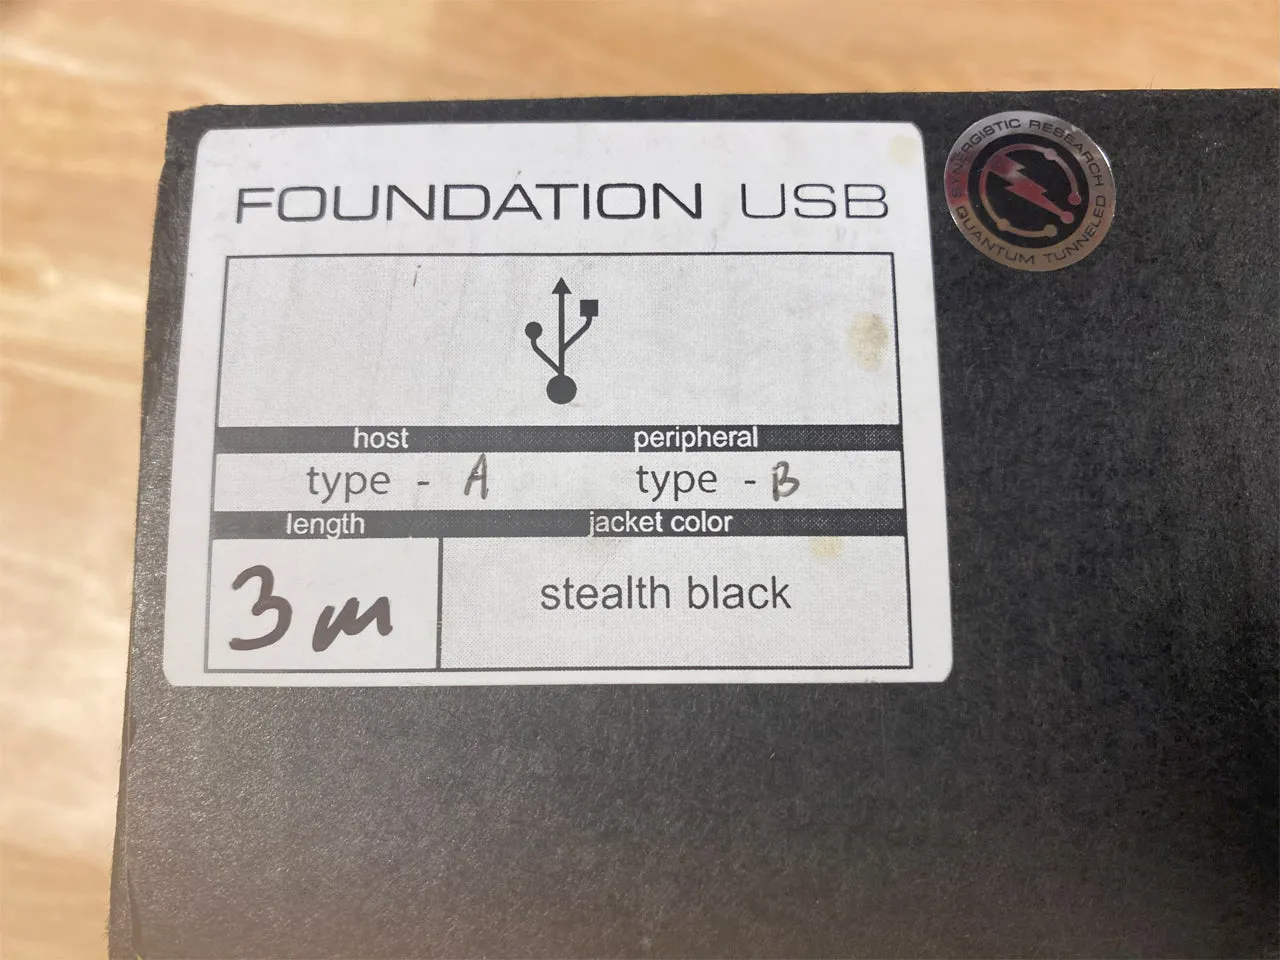 FOUNDATION USB
SYNERGISTIC RESEARCH
QUANTUM TUNNELED
host peripheral
type - A type - B
length jacket color
3m stealth black